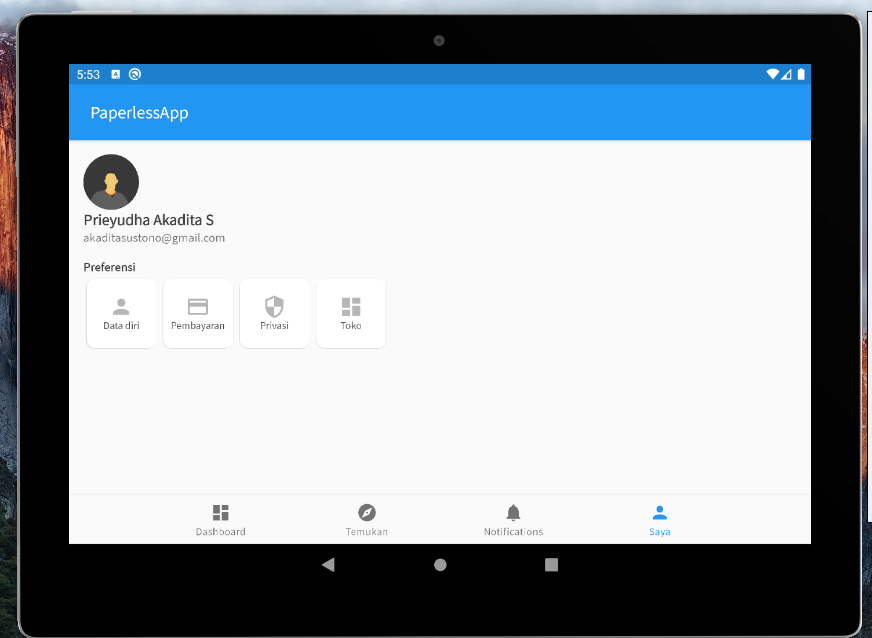 5:53
PaperlessApp
Prieyudha Akadita S
akaditasustono@gmail.com
Preferensi
Data diri
Pembayaran
Privasi
Toko
Dashboard
Temukan
Notifications
Saya